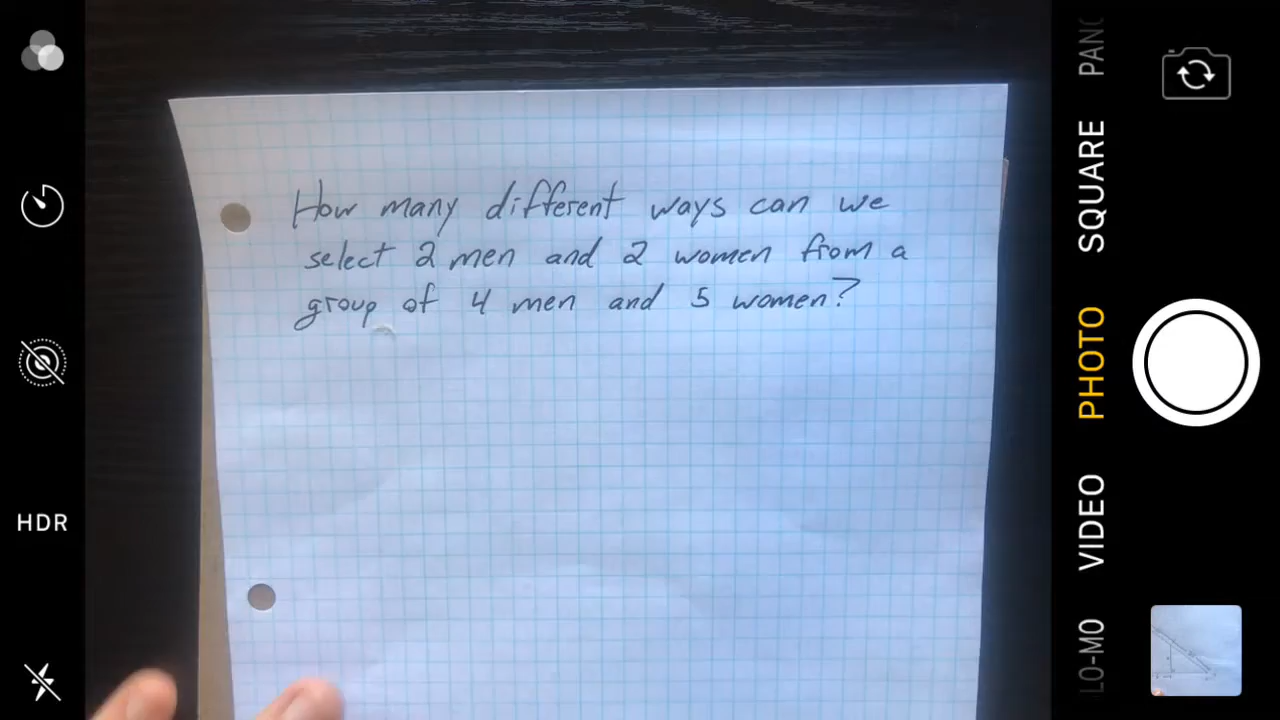 How many different ways can we
select 2 men and 2 women from a
group of 4 men and 5 women?
HDR
PANO
SQUARE
PHOTO
VIDEO
LO-MO